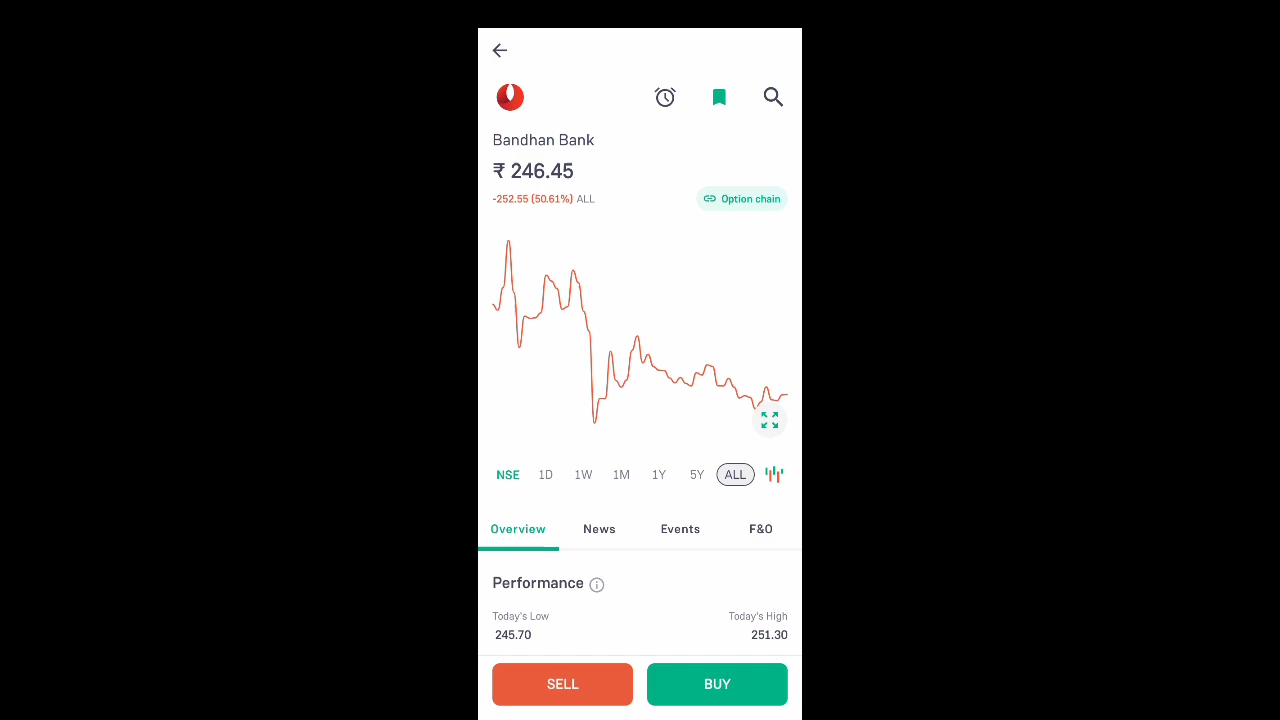 Bandhan Bank
₹ 246.45
-252.55 (50.61%) ALL
Option chain
NSE 1D 1W 1M 1Y 5Y ALL
Overview News Events F&O
Performance
Today's Low Today's High
245.70 251.30
SELL BUY